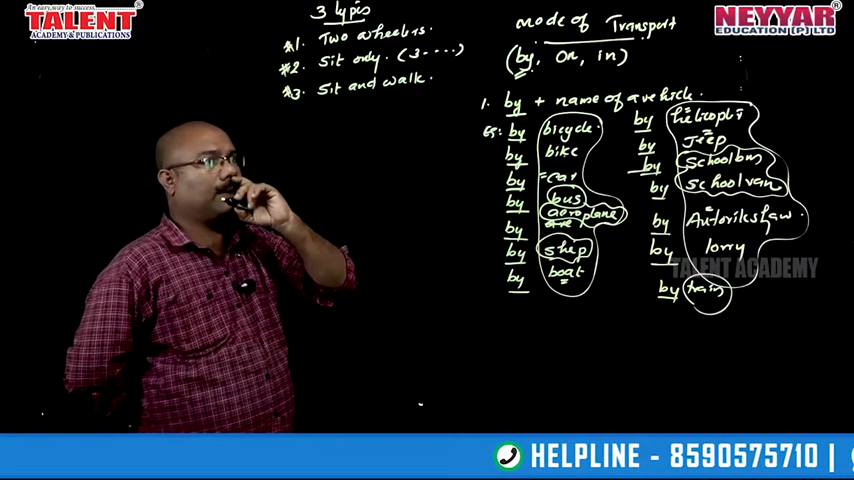 An easy way to success...
TALENT
ACADEMY & PUBLICATIONS
NEYYAR
EDUCATION (P) LTD
3 types
*1. Two wheelers.
*2. Sit only. (3-....)
*3. Sit and walk.
mode of Transport
(by, on, in)
1. by + name of a vehicle.
Eg: by bicycle.
by bike
by car
by bus
by aeroplane
by ship
by boat
by
by Jeep
by school bus
by school van
by Autorikshaw
by lorry
by train
TALENT ACADEMY
HELPLINE - 8590575710